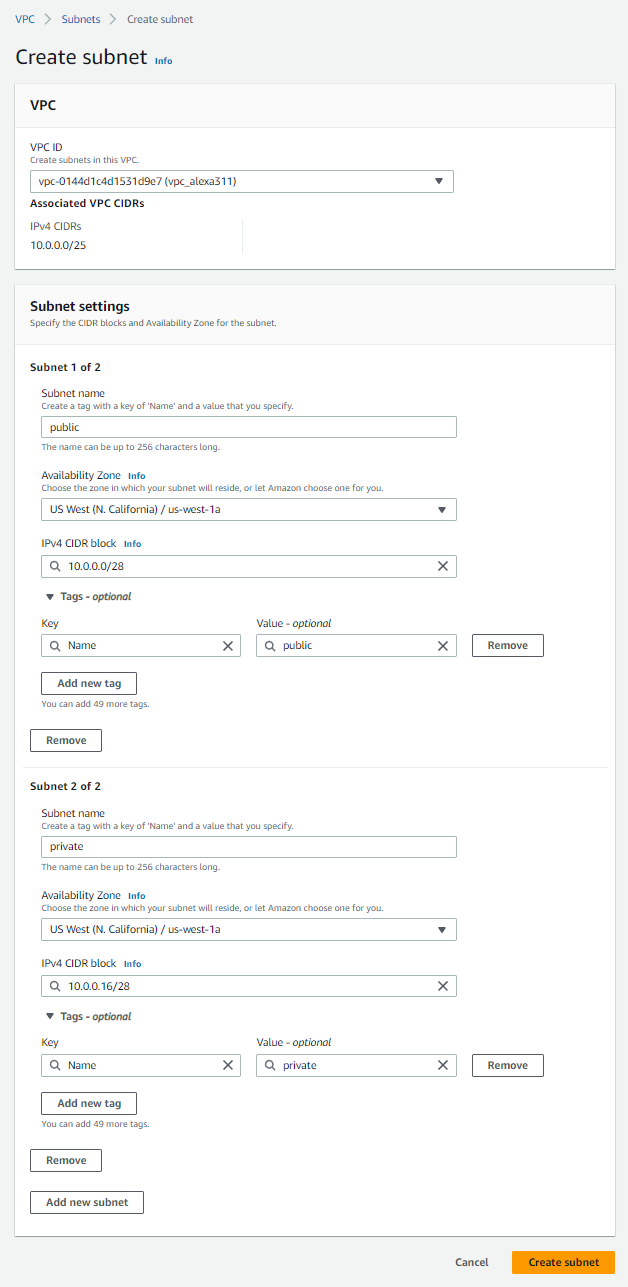 VPC > Subnets > Create subnet
Create subnet Info
VPC
VPC ID
Create subnets in this VPC.
vpc-0144d1c4d1531d9e7 (vpc_alexa311)
Associated VPC CIDRs
IPv4 CIDRs
10.0.0.0/25
Subnet settings
Specify the CIDR blocks and Availability Zone for the subnet.
Subnet 1 of 2
Subnet name
Create a tag with a key of 'Name' and a value that you specify.
public
The name can be up to 256 characters long.
Availability Zone Info
Choose the zone in which your subnet will reside, or let Amazon choose one for you.
US West (N. California) / us-west-1a
IPv4 CIDR block Info
10.0.0.0/28
Tags - optional
Key Value - optional
Name public Remove
Add new tag
You can add 49 more tags.
Remove
Subnet 2 of 2
Subnet name
Create a tag with a key of 'Name' and a value that you specify.
private
The name can be up to 256 characters long.
Availability Zone Info
Choose the zone in which your subnet will reside, or let Amazon choose one for you.
US West (N. California) / us-west-1a
IPv4 CIDR block Info
10.0.0.16/28
Tags - optional
Key Value - optional
Name private Remove
Add new tag
You can add 49 more tags.
Remove
Add new subnet
Cancel Create subnet